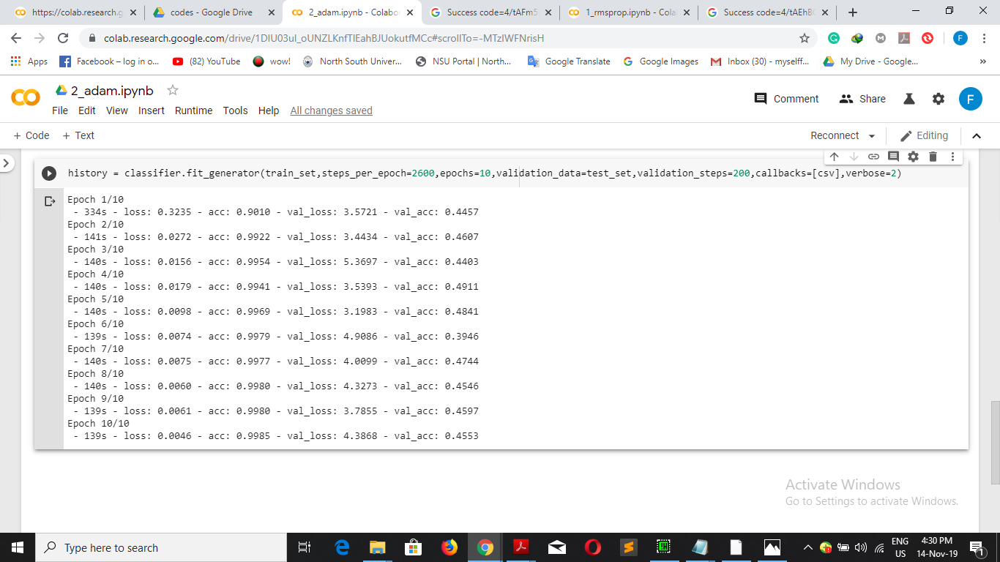 https://colab.research.g
codes - Google Drive
2_adam.ipynb - Colabo
Success code=4/tAFm5
1_rmsprop.ipynb - Cola
Success code=4/tAEhB
colab.research.google.com/drive/1DIU03ul_oUNZLKnfTIEahBJUokutfMCc#scrollTo=-MTzIWFNrisH
Apps
Facebook – log in o...
(82) YouTube
wow!
North South Univer...
NSU Portal | North...
Google Translate
Google Images
Inbox (30) - myselff...
My Drive - Google...
2_adam.ipynb
Comment
Share
F
File Edit View Insert Runtime Tools Help All changes saved
+ Code + Text
Reconnect
Editing
history = classifier.fit_generator(train_set,steps_per_epoch=2600,epochs=10,validation_data=test_set,validation_steps=200,callbacks=[csv],verbose=2)
Epoch 1/10
- 334s - loss: 0.3235 - acc: 0.9010 - val_loss: 3.5721 - val_acc: 0.4457
Epoch 2/10
- 141s - loss: 0.0272 - acc: 0.9922 - val_loss: 3.4434 - val_acc: 0.4607
Epoch 3/10
- 140s - loss: 0.0156 - acc: 0.9954 - val_loss: 5.3697 - val_acc: 0.4403
Epoch 4/10
- 140s - loss: 0.0179 - acc: 0.9941 - val_loss: 3.5393 - val_acc: 0.4911
Epoch 5/10
- 140s - loss: 0.0098 - acc: 0.9969 - val_loss: 3.1983 - val_acc: 0.4841
Epoch 6/10
- 139s - loss: 0.0074 - acc: 0.9979 - val_loss: 4.9086 - val_acc: 0.3946
Epoch 7/10
- 140s - loss: 0.0075 - acc: 0.9977 - val_loss: 4.0099 - val_acc: 0.4744
Epoch 8/10
- 140s - loss: 0.0060 - acc: 0.9980 - val_loss: 4.3273 - val_acc: 0.4546
Epoch 9/10
- 139s - loss: 0.0061 - acc: 0.9980 - val_loss: 3.7855 - val_acc: 0.4597
Epoch 10/10
- 139s - loss: 0.0046 - acc: 0.9985 - val_loss: 4.3868 - val_acc: 0.4553
Activate Windows
Go to Settings to activate Windows.
Type here to search
ENG
US
4:30 PM
14-Nov-19